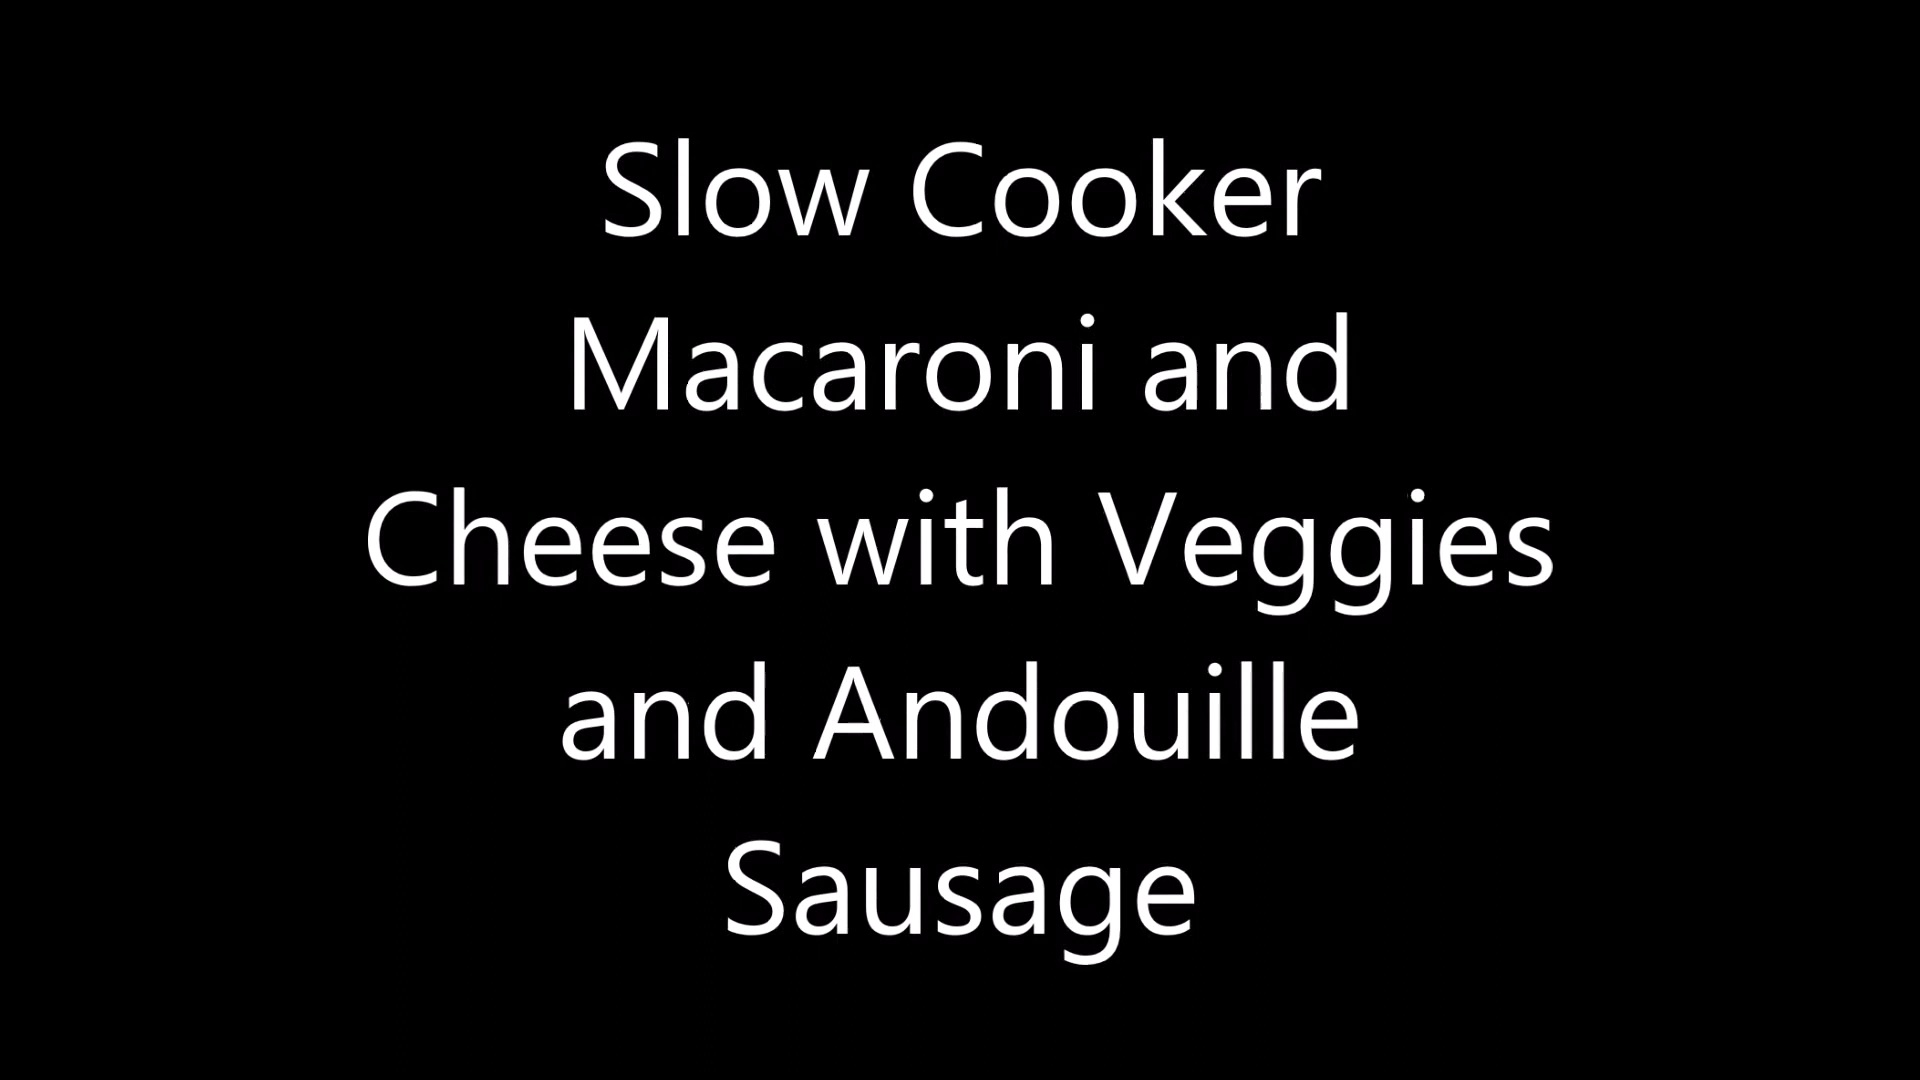 Slow Cooker
Macaroni and
Cheese with Veggies
and Andouille
Sausage